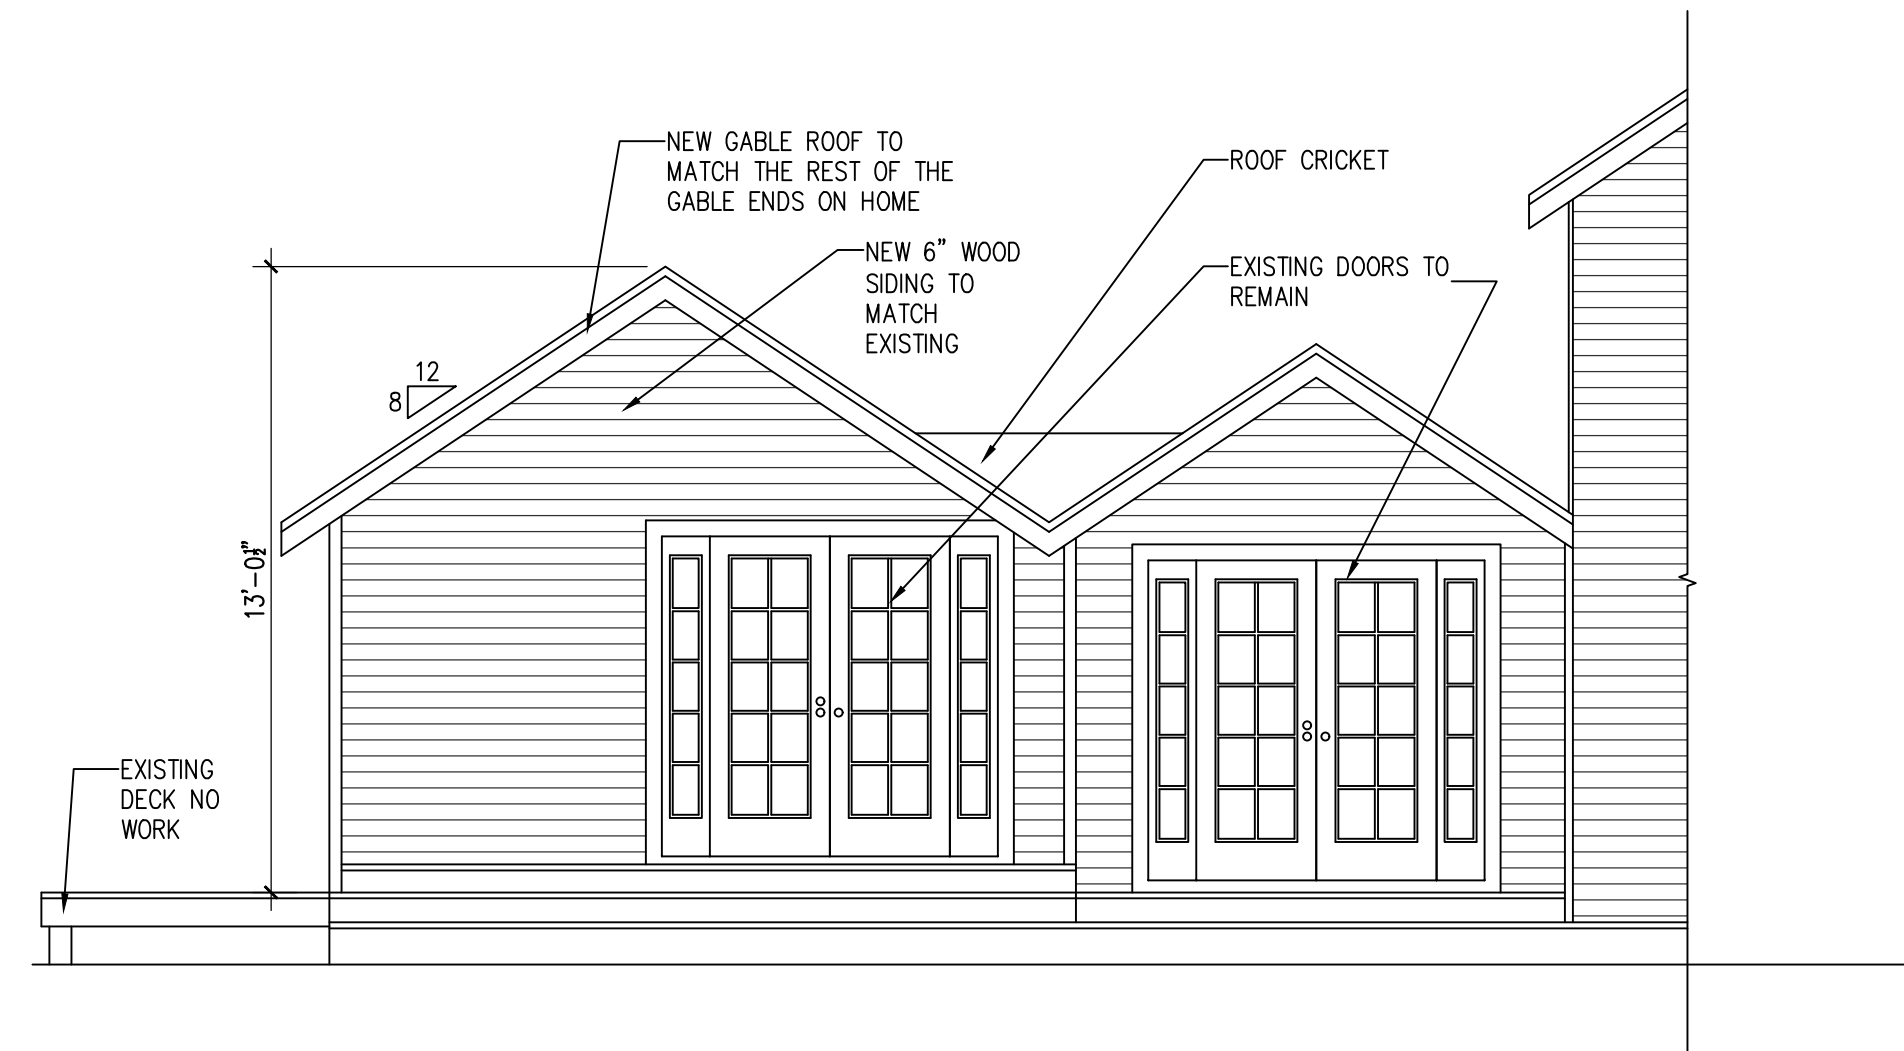 NEW GABLE ROOF TO
MATCH THE REST OF THE
GABLE ENDS ON HOME
ROOF CRICKET
NEW 6" WOOD
SIDING TO
MATCH
EXISTING
EXISTING DOORS TO
REMAIN
12
8
13'-0½"
EXISTING
DECK NO
WORK